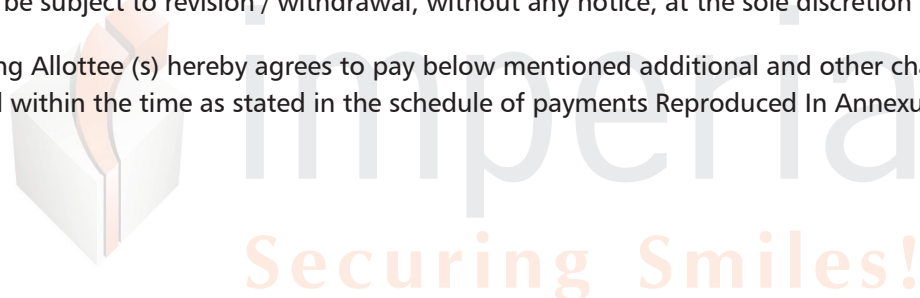 be subject to revision / withdrawal, without any notice, at the sole discretion
ng Allottee (s) hereby agrees to pay below mentioned additional and other cha
within the time as stated in the schedule of payments Reproduced In Annexu
imperia
Securing Smiles!